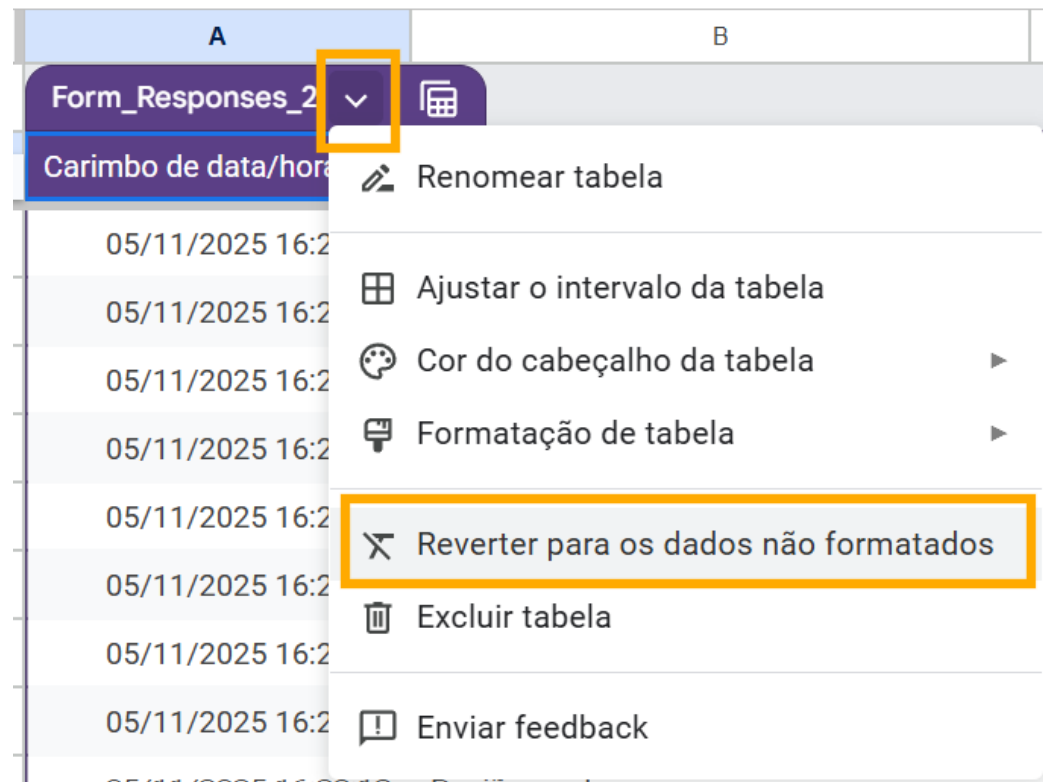 A B
Form_Responses_2
Carimbo de data/hora
Renomear tabela
05/11/2025 16:2
Ajustar o intervalo da tabela
05/11/2025 16:2
Cor do cabeçalho da tabela
05/11/2025 16:2
Formatação de tabela
05/11/2025 16:2
05/11/2025 16:2
Reverter para os dados não formatados
05/11/2025 16:2
Excluir tabela
05/11/2025 16:2
05/11/2025 16:2
Enviar feedback